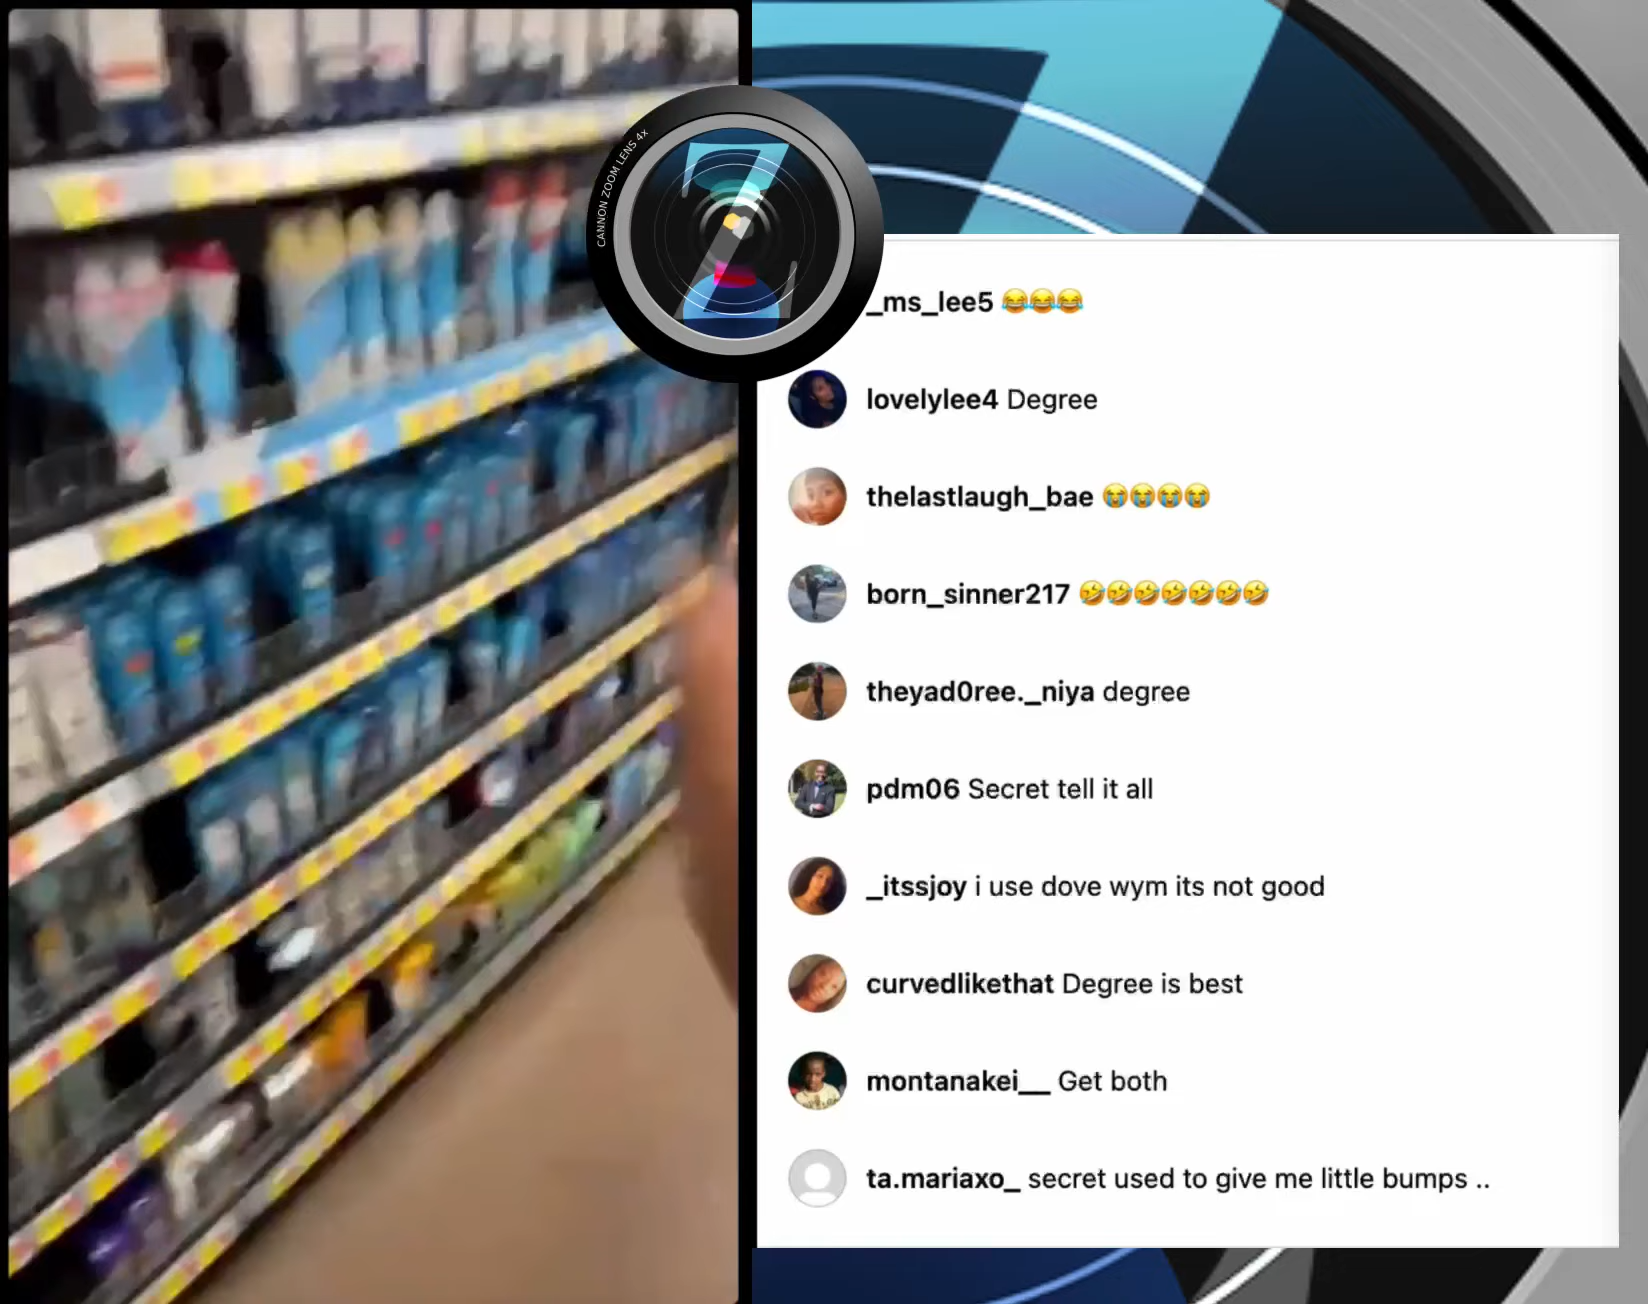 CANNON ZOOM LENS 4x
_ms_lee5 😂😂😂
lovelylee4 Degree
thelastlaugh_bae 😭😭😭😭
born_sinner217 🤣🤣🤣🤣🤣🤣🤣
theyad0ree._niya degree
pdm06 Secret tell it all
_itssjoy i use dove wym its not good
curvedlikethat Degree is best
montanakei__ Get both
ta.mariaxo_ secret used to give me little bumps ..